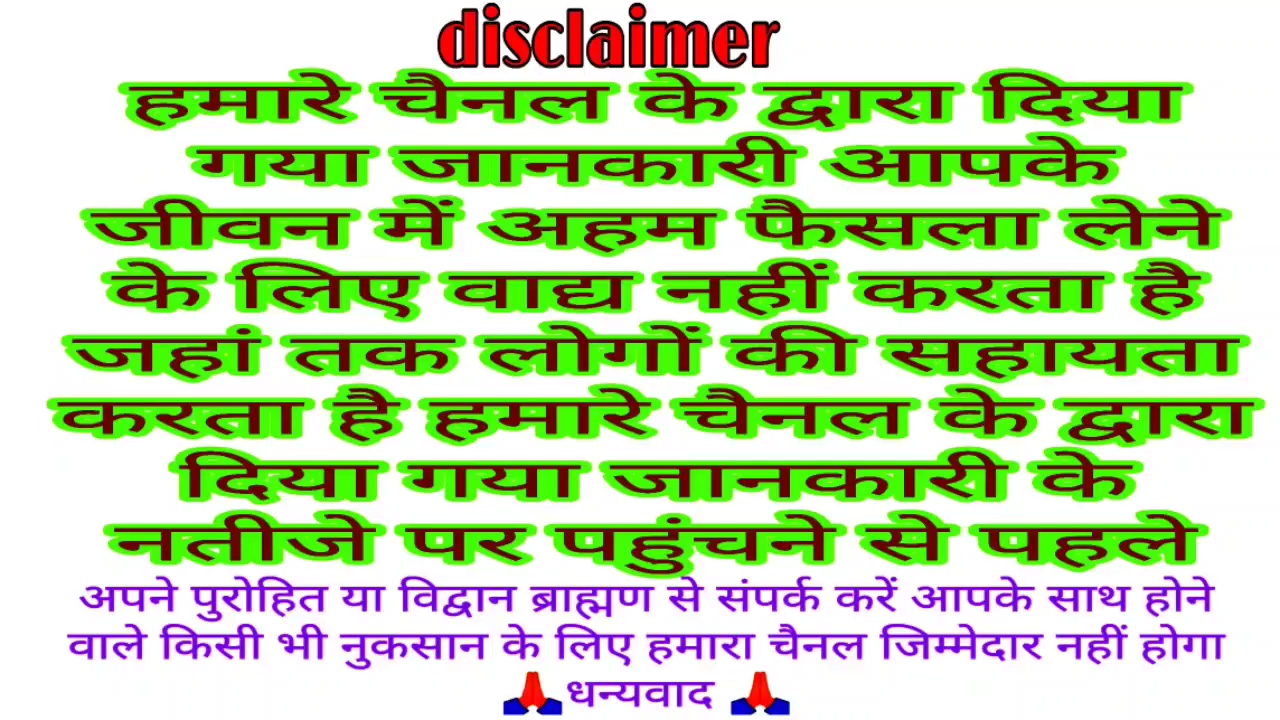 disclaimer
हमारे चैनल के द्वारा दिया
गया जानकारी आपके
जीवन में अहम फैसला लेने
के लिए वाद्य नहीं करता है
जहां तक लोगों की सहायता
करता है हमारे चैनल के द्वारा
दिया गया जानकारी के
नतीजे पर पहुंचने से पहले
अपने पुरोहित या विद्वान ब्राह्मण से संपर्क करें आपके साथ होने
वाले किसी भी नुकसान के लिए हमारा चैनल जिम्मेदार नहीं होगा
🙏धन्यवाद 🙏